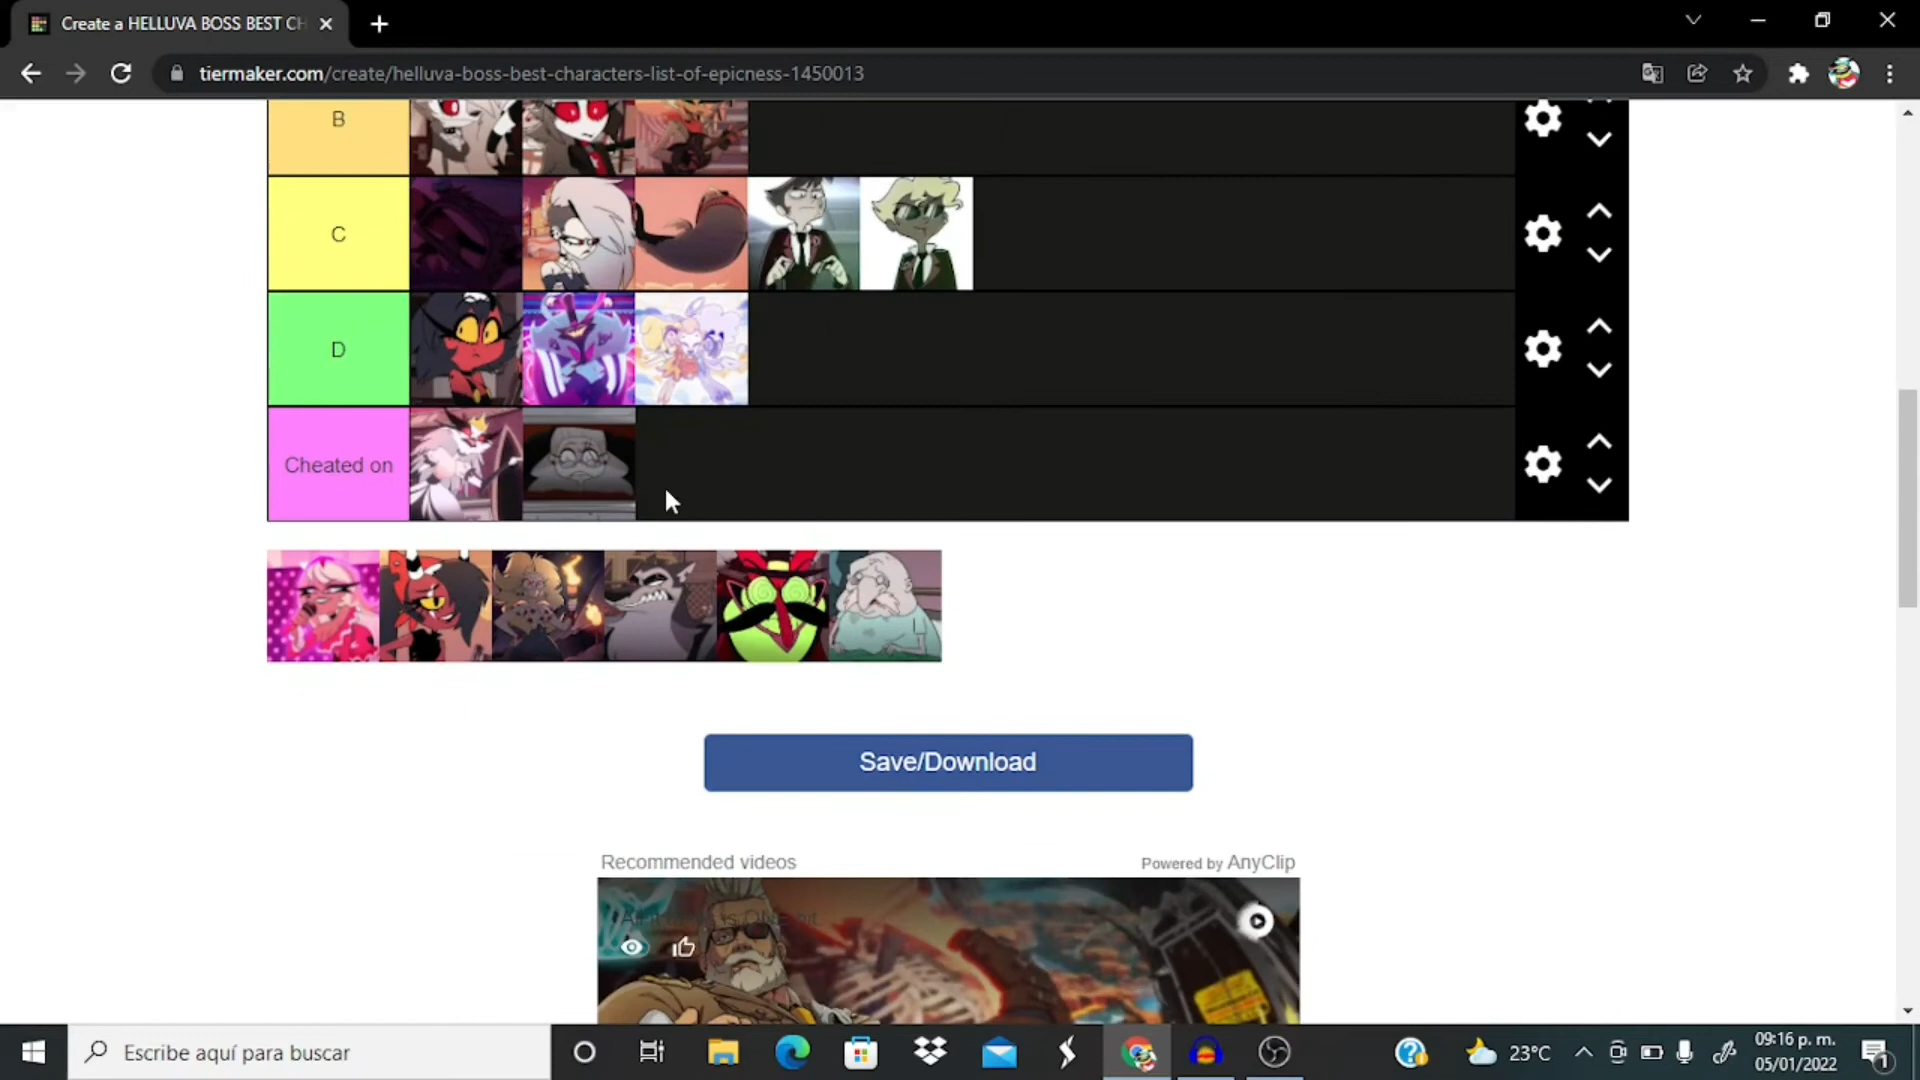 Create a HELLUVA BOSS BEST CH
tiermaker.com/create/helluva-boss-best-characters-list-of-epicness-1450013
B
C
D
Cheated on
Save/Download
Recommended videos
Powered by AnyClip
Escribe aquí para buscar
23°C
09:16 p. m.
05/01/2022
1